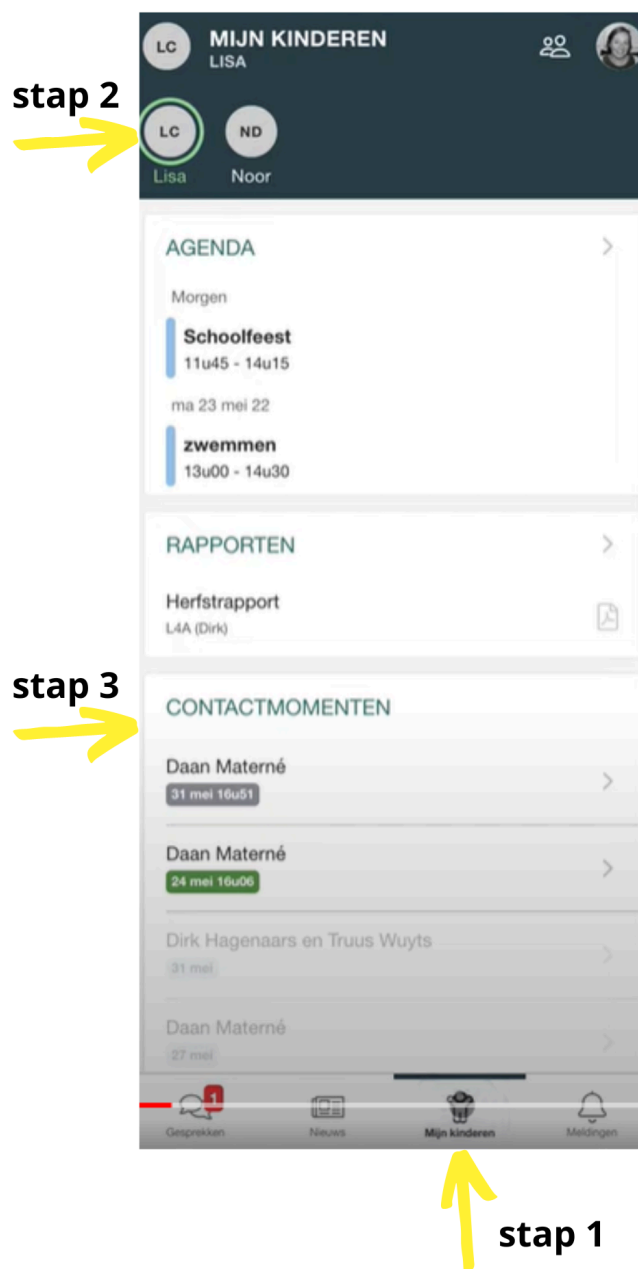 LC
MIJN KINDEREN
LISA
stap 2
LC
ND
Lisa
Noor
AGENDA
Morgen
Schoolfeest
11u45 - 14u15
ma 23 mei 22
zwemmen
13u00 - 14u30
RAPPORTEN
Herfstrapport
L4A (Dirk)
stap 3
CONTACTMOMENTEN
Daan Materné
31 mei 16u51
Daan Materné
24 mei 16u06
Dirk Hagenaars en Truus Wuyts
31 mei
Daan Materné
27 mei
1
Gesprekken
Nieuws
Mijn kinderen
Meldingen
stap 1